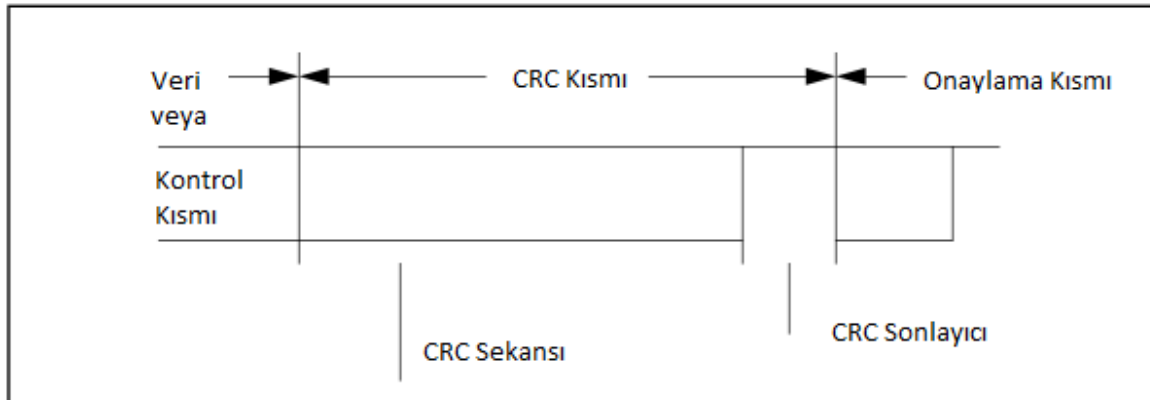 Veri
veya
CRC Kısmı
Onaylama Kısmı
Kontrol
Kısmı
CRC Sekansı
CRC Sonlayıcı